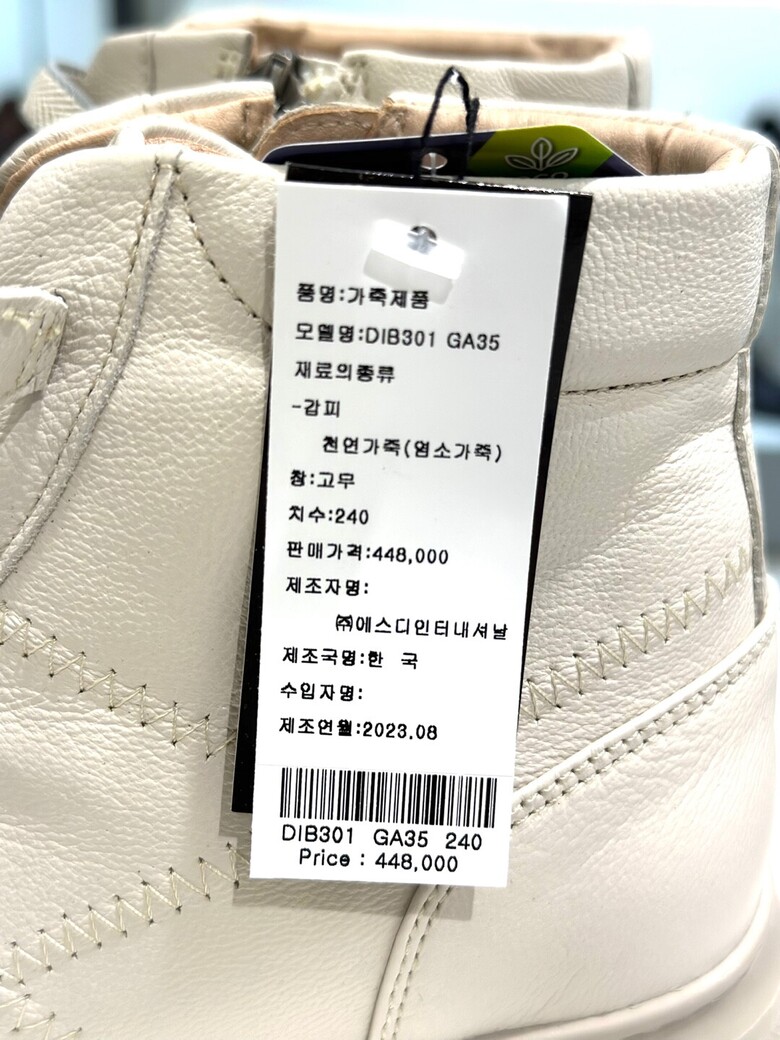 품명:가죽제품
모델명:DIB301 GA35
재료의종류
-갑피
천연가죽(염소가죽)
창:고무
치수:240
판매가격:448,000
제조자명:
㈜에스디인터내셔날
제조국명:한 국
수입자명:
제조연월:2023.08
DIB301 GA35 240
Price : 448,000